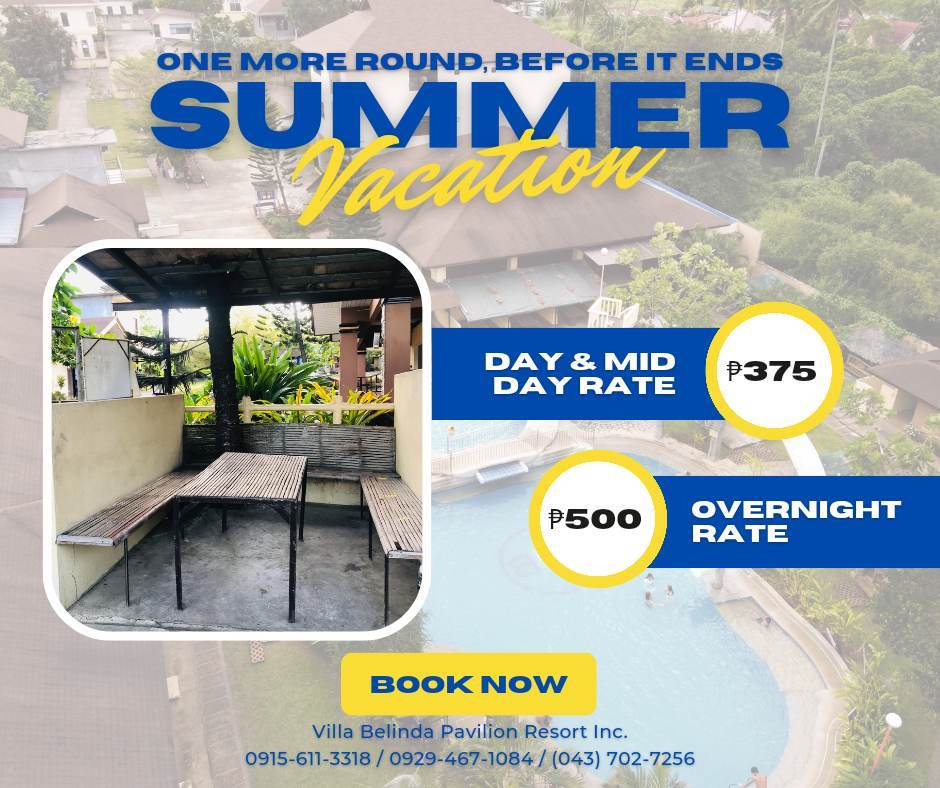 ONE MORE ROUND, BEFORE IT ENDS
SUMMER
Vacation
DAY & MID
DAY RATE
₱375
₱500
OVERNIGHT
RATE
BOOK NOW
Villa Belinda Pavilion Resort Inc.
0915-611-3318 / 0929-467-1084 / (043) 702-7256